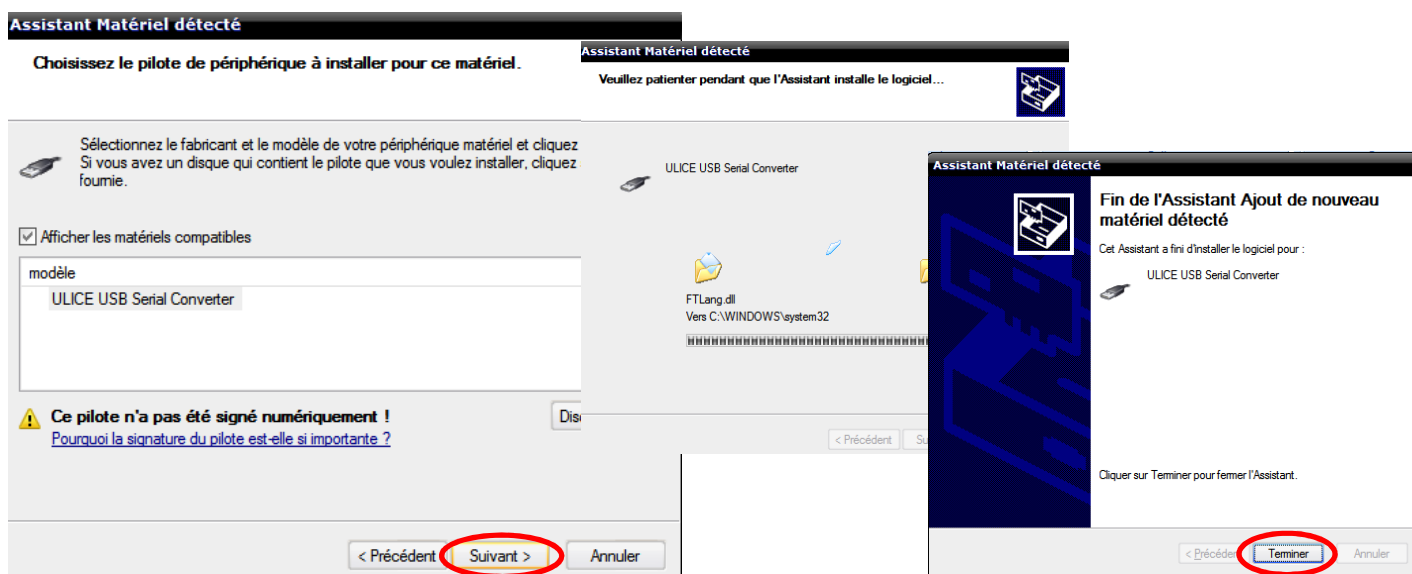 Assistant Matériel détecté
Choisissez le pilote de périphérique à installer pour ce matériel.
Sélectionnez le fabricant et le modèle de votre périphérique matériel et cliquez
Si vous avez un disque qui contient le pilote que vous voulez installer, cliquez
fournie.
Afficher les matériels compatibles
modèle
ULICE USB Serial Converter
Ce pilote n'a pas été signé numériquement !
Pourquoi la signature du pilote est-elle si importante ?
< Précédent
Suivant >
Annuler
Assistant Matériel détecté
Veuillez patienter pendant que l'Assistant installe le logiciel...
ULICE USB Serial Converter
FTLang.dll
Vers C:\WINDOWS\system32
< Précédent
Assistant Matériel détecté
Fin de l'Assistant Ajout de nouveau
matériel détecté
Cet Assistant a fini d'installer le logiciel pour :
ULICE USB Serial Converter
Cliquer sur Terminer pour fermer l'Assistant.
Terminer
Annuler